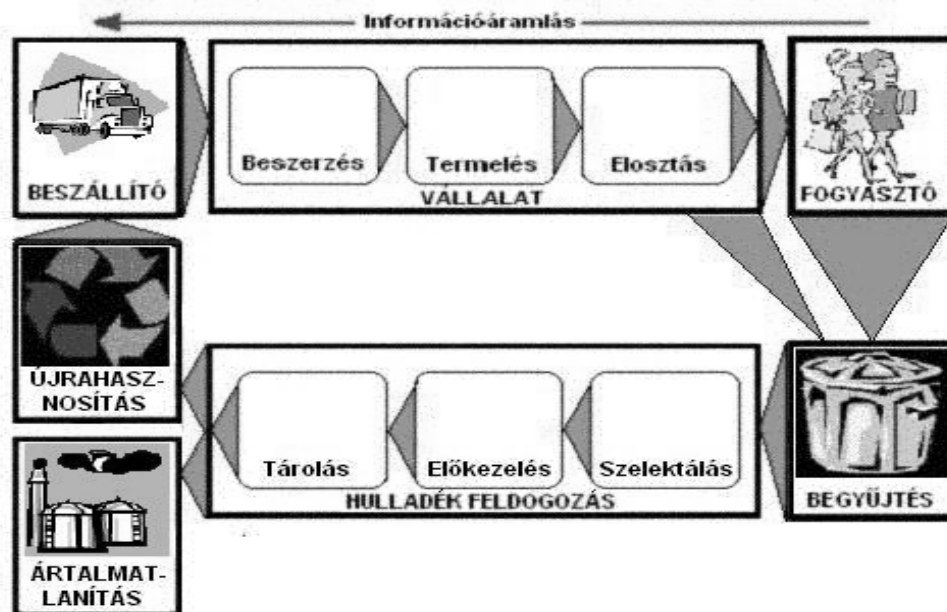 Információáramlás
BESZÁLLÍTÓ
Beszerzés
Termelés
Elosztás
VÁLLALAT
FOGYASZTÓ
ÚJRAHASZ-
NOSÍTÁS
Tárolás
Előkezelés
Szelektálás
HULLADÉK FELDOGOZÁS
BEGYŰJTÉS
ÁRTALMAT-
LANÍTÁS